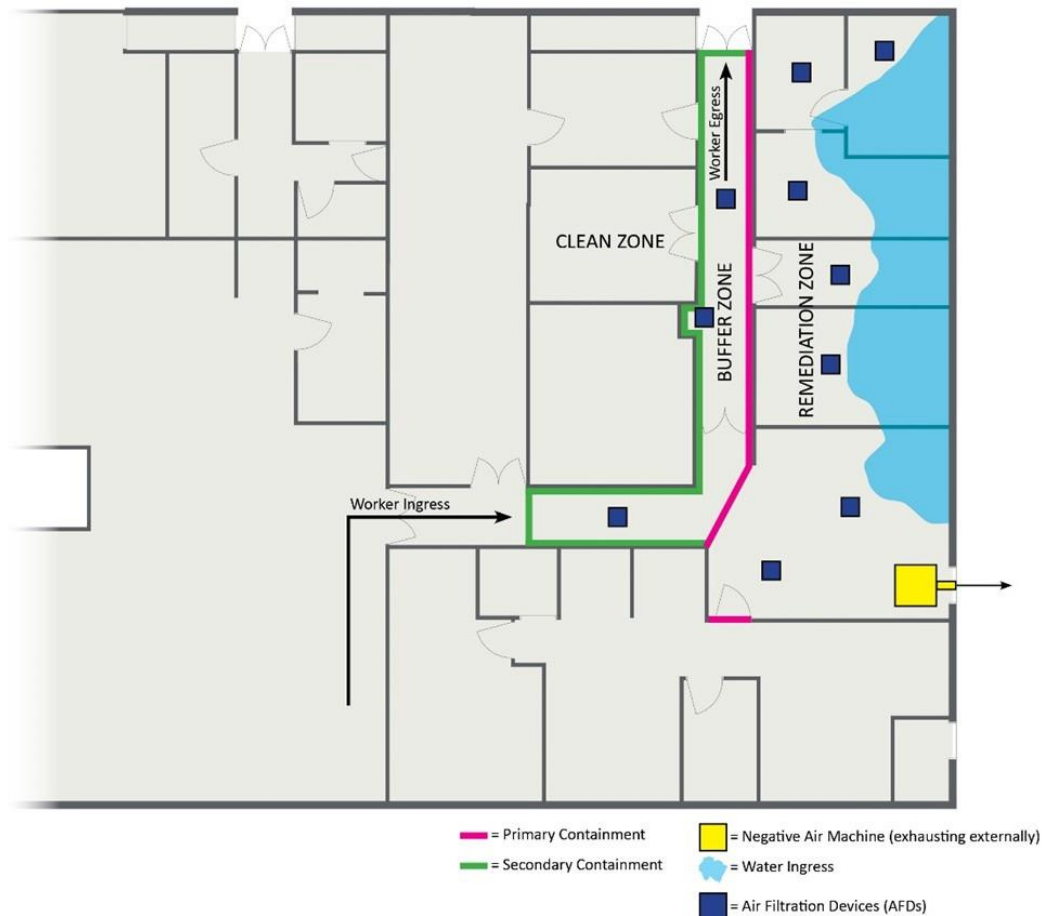 Worker Egress
CLEAN ZONE
BUFFER ZONE
REMEDIATION ZONE
Worker Ingress
= Primary Containment
= Secondary Containment
= Negative Air Machine (exhausting externally)
= Water Ingress
= Air Filtration Devices (AFDs)